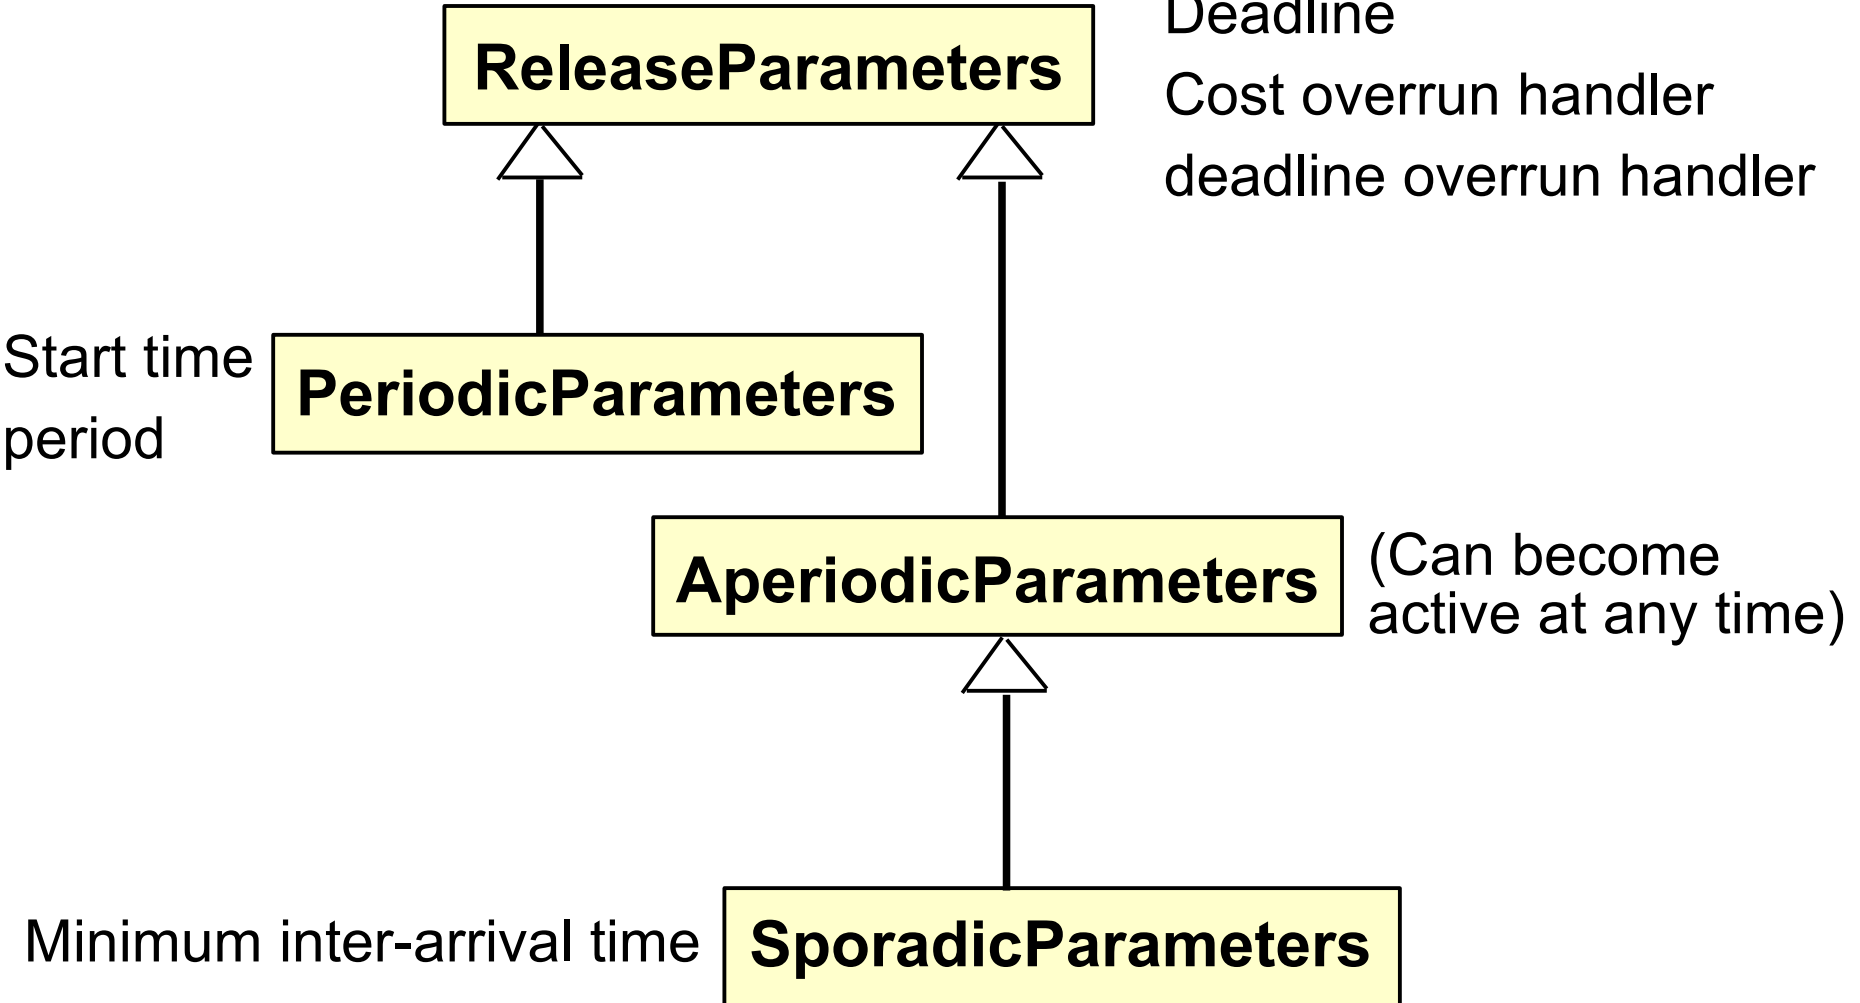 Deadline
ReleaseParameters
Cost overrun handler
deadline overrun handler
Start time
PeriodicParameters
period
AperiodicParameters
(Can become
active at any time)
Minimum inter-arrival time
SporadicParameters